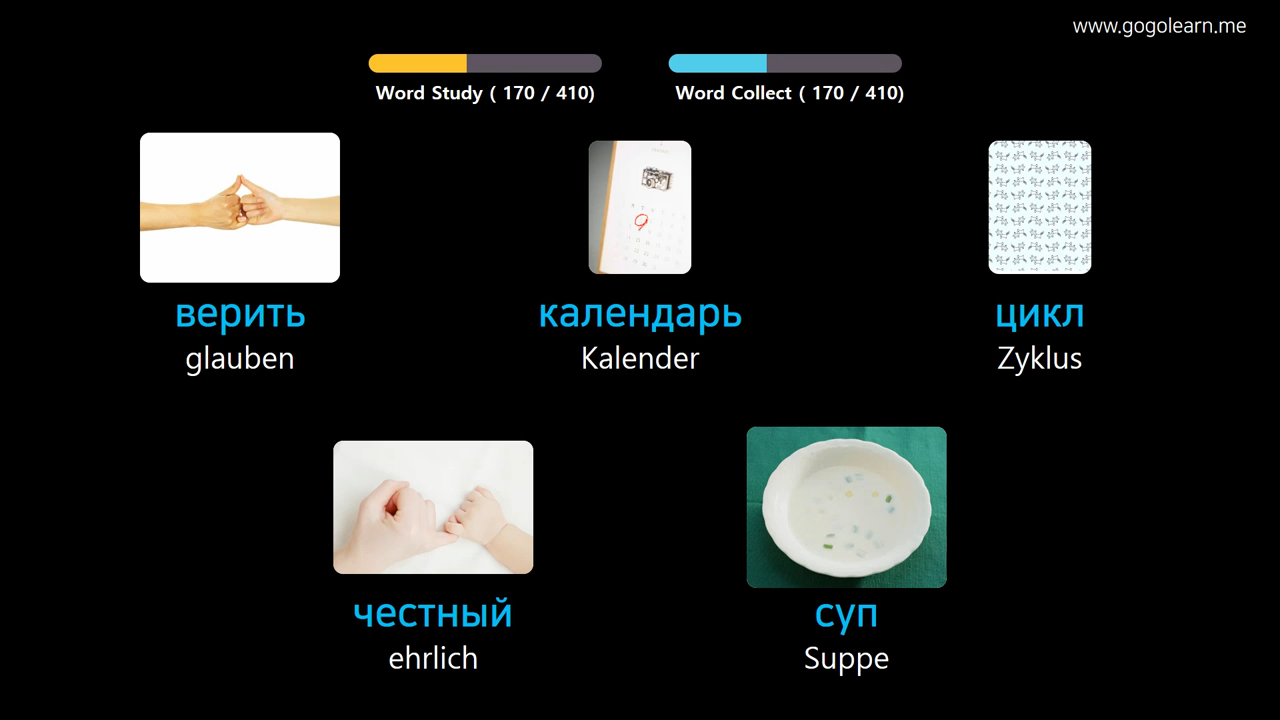 www.gogolearn.me
Word Study ( 170 / 410)
Word Collect ( 170 / 410)
верить
glauben
календарь
Kalender
цикл
Zyklus
честный
ehrlich
суп
Suppe